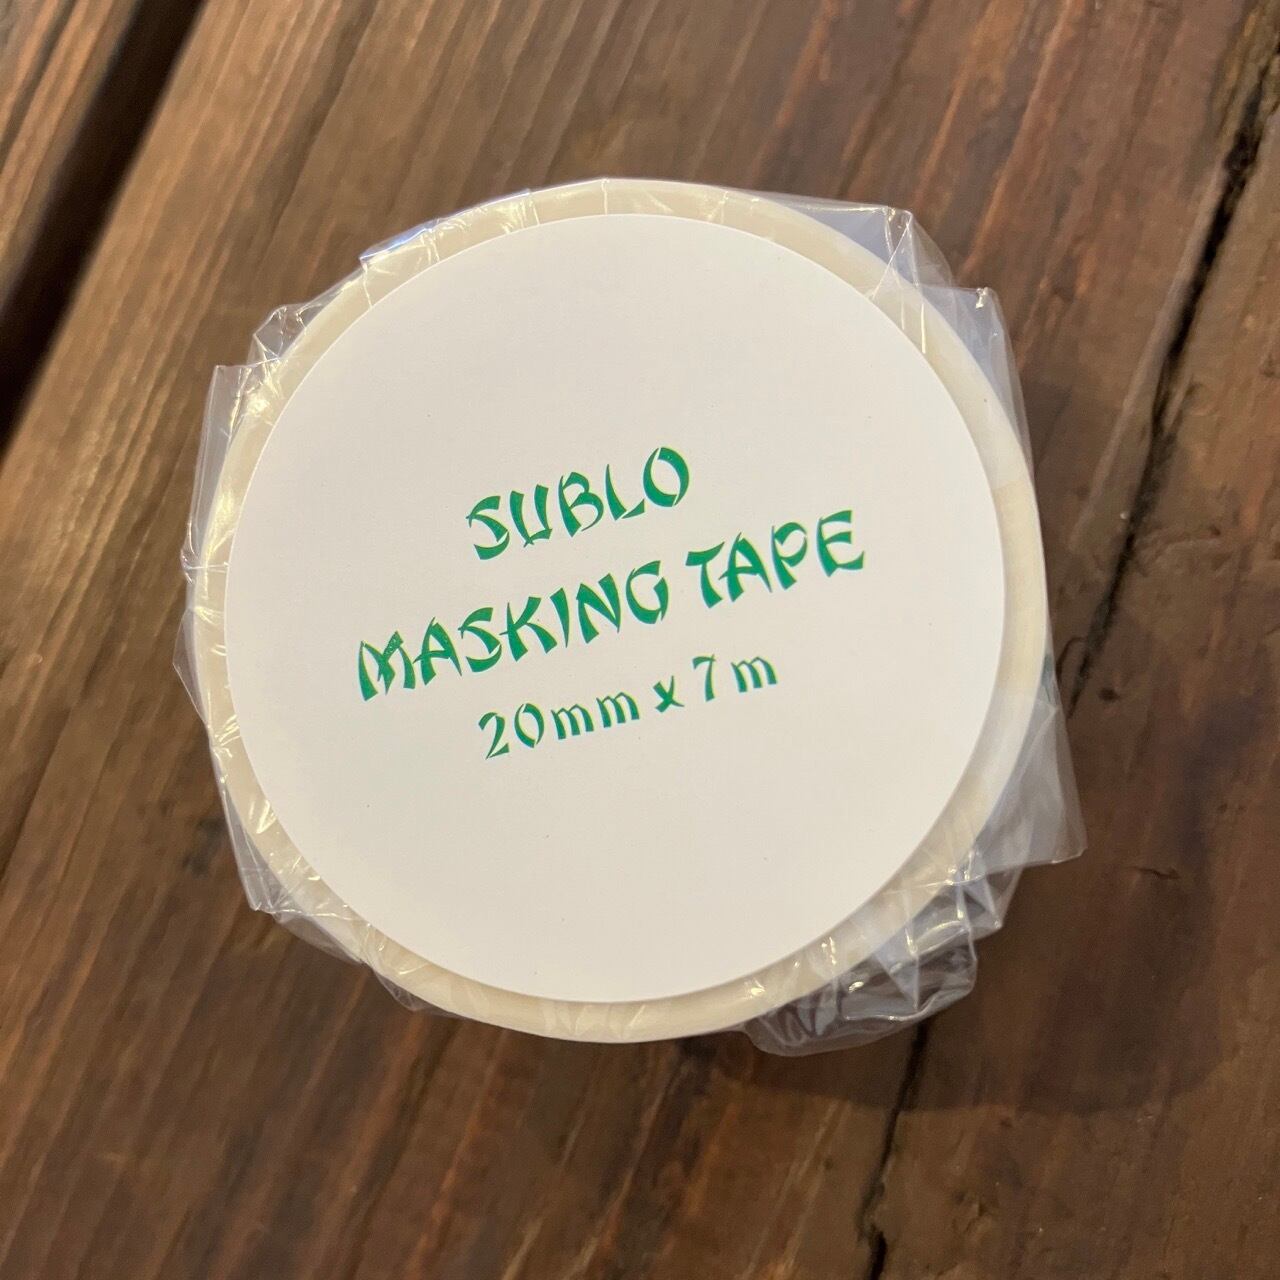 SUBLO
MASKING TAPE
20mm x 7m